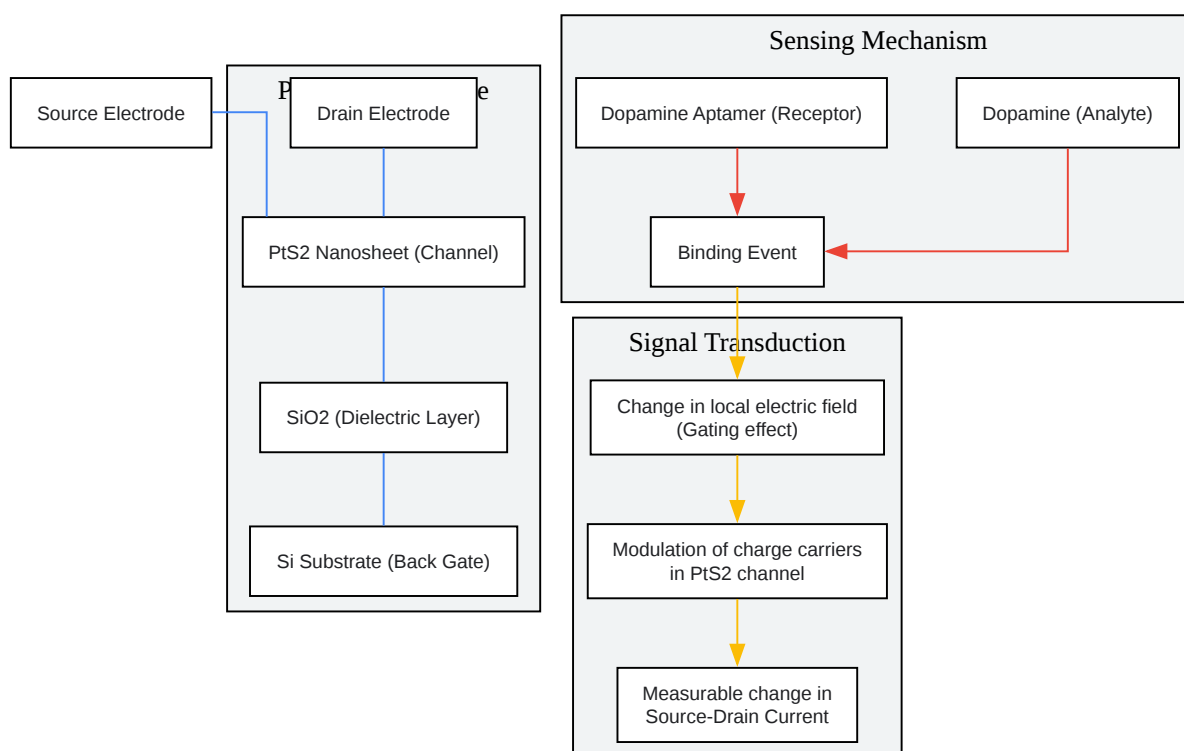 Sensing Mechanism
Source Electrode
Drain Electrode
Dopamine Aptamer (Receptor)
Dopamine (Analyte)
PtS2 Nanosheet (Channel)
Binding Event
Signal Transduction
SiO2 (Dielectric Layer)
Change in local electric field
(Gating effect)
Si Substrate (Back Gate)
Modulation of charge carriers
in PtS2 channel
Measurable change in
Source-Drain Current